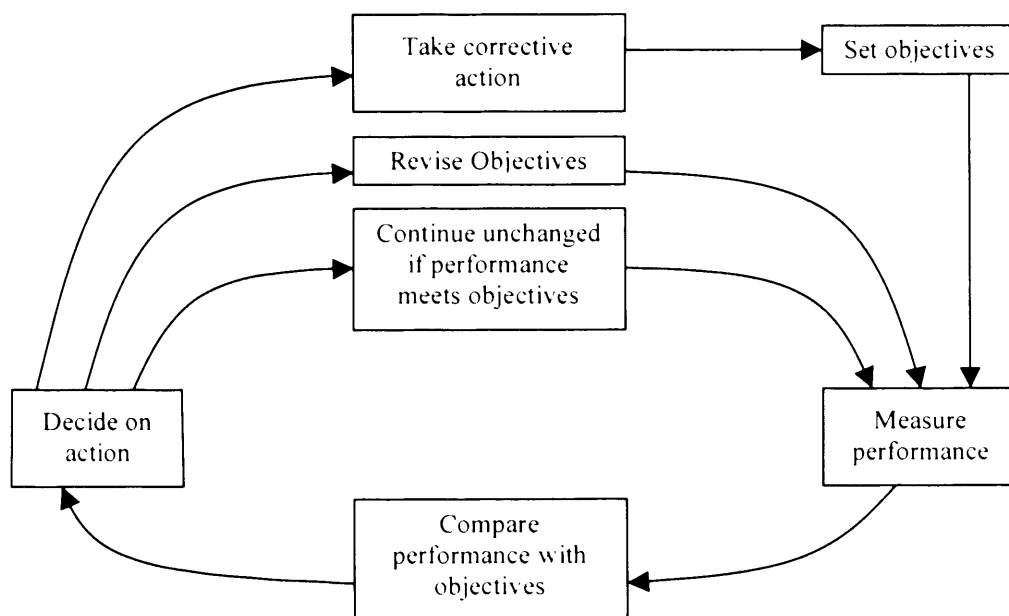 Take corrective
action
Set objectives
Revise Objectives
Continue unchanged
if performance
meets objectives
Decide on
action
Measure
performance
Compare
performance with
objectives